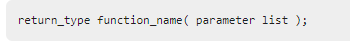 return_type function_name( parameter list );